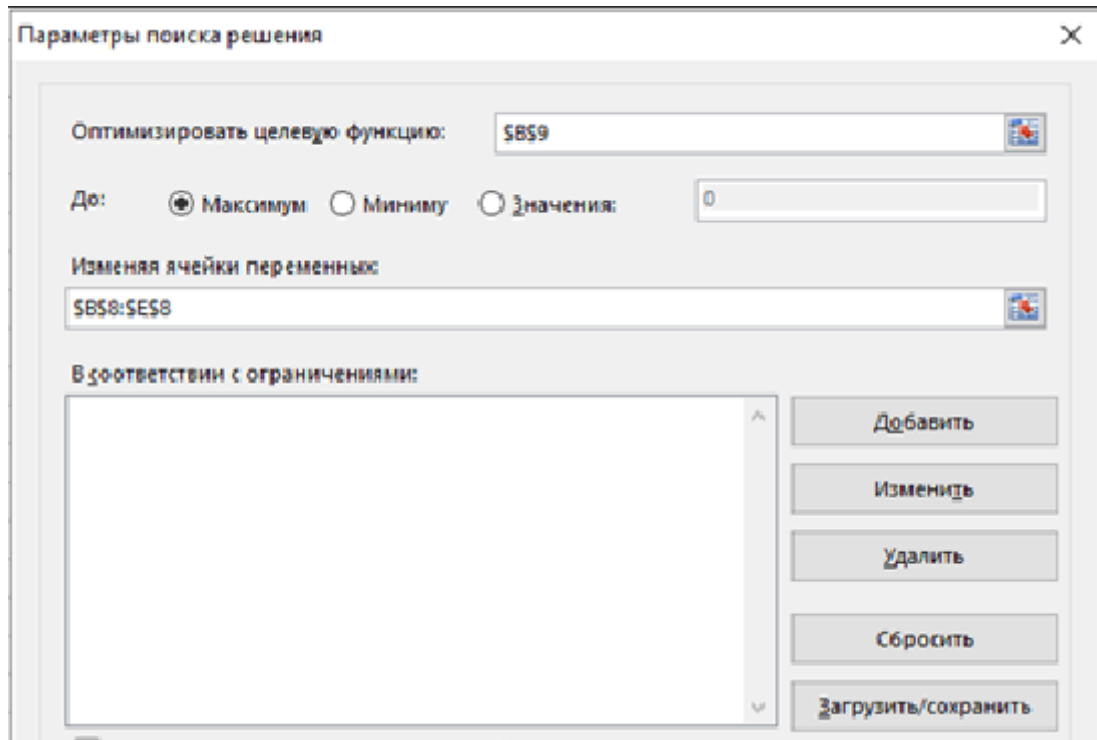 Параметры поиска решения
Оптимизировать целевую функцию: $B$9
До: Максимум Миниму Значения: 0
Изменяя ячейки переменных:
$B$8:$E$8
В соответствии с ограничениями:
Добавить
Изменить
Удалить
Сбросить
Загрузить/сохранить